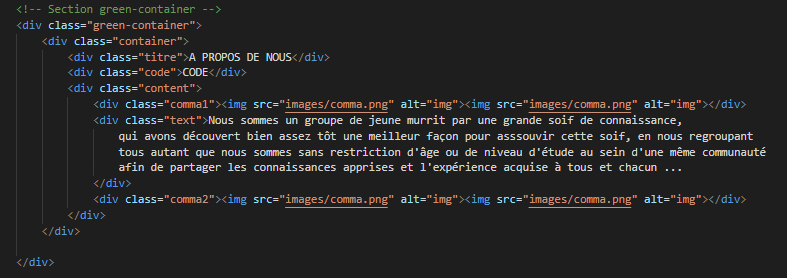 <!-- Section green-container -->
<div class="green-container">
<div class="container">
<div class="titre">A PROPOS DE NOUS</div>
<div class="code">CODE</div>
<div class="content">
<div class="comma1"><img src="images/comma.png" alt="img"><img src="images/comma.png" alt="img"></div>
<div class="text">Nous sommes un groupe de jeune murrit par une grande soif de connaissance,
qui avons découvert bien assez tôt une meilleur façon pour asssouvir cette soif, en nous regroupant
tous autant que nous sommes sans restriction d'âge ou de niveau d'étude au sein d'une même communauté
afin de partager les connaissances apprises et l'expérience acquise à tous et chacun ...
</div>
<div class="comma2"><img src="images/comma.png" alt="img"><img src="images/comma.png" alt="img"></div>
</div>
</div>
</div>